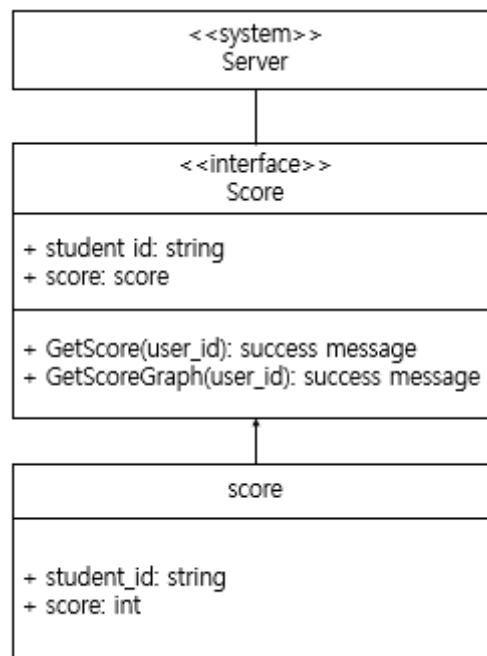 <<system>>
Server
<<interface>>
Score
+ student id: string
+ score: score
+ GetScore(user_id): success message
+ GetScoreGraph(user_id): success message
score
+ student_id: string
+ score: int